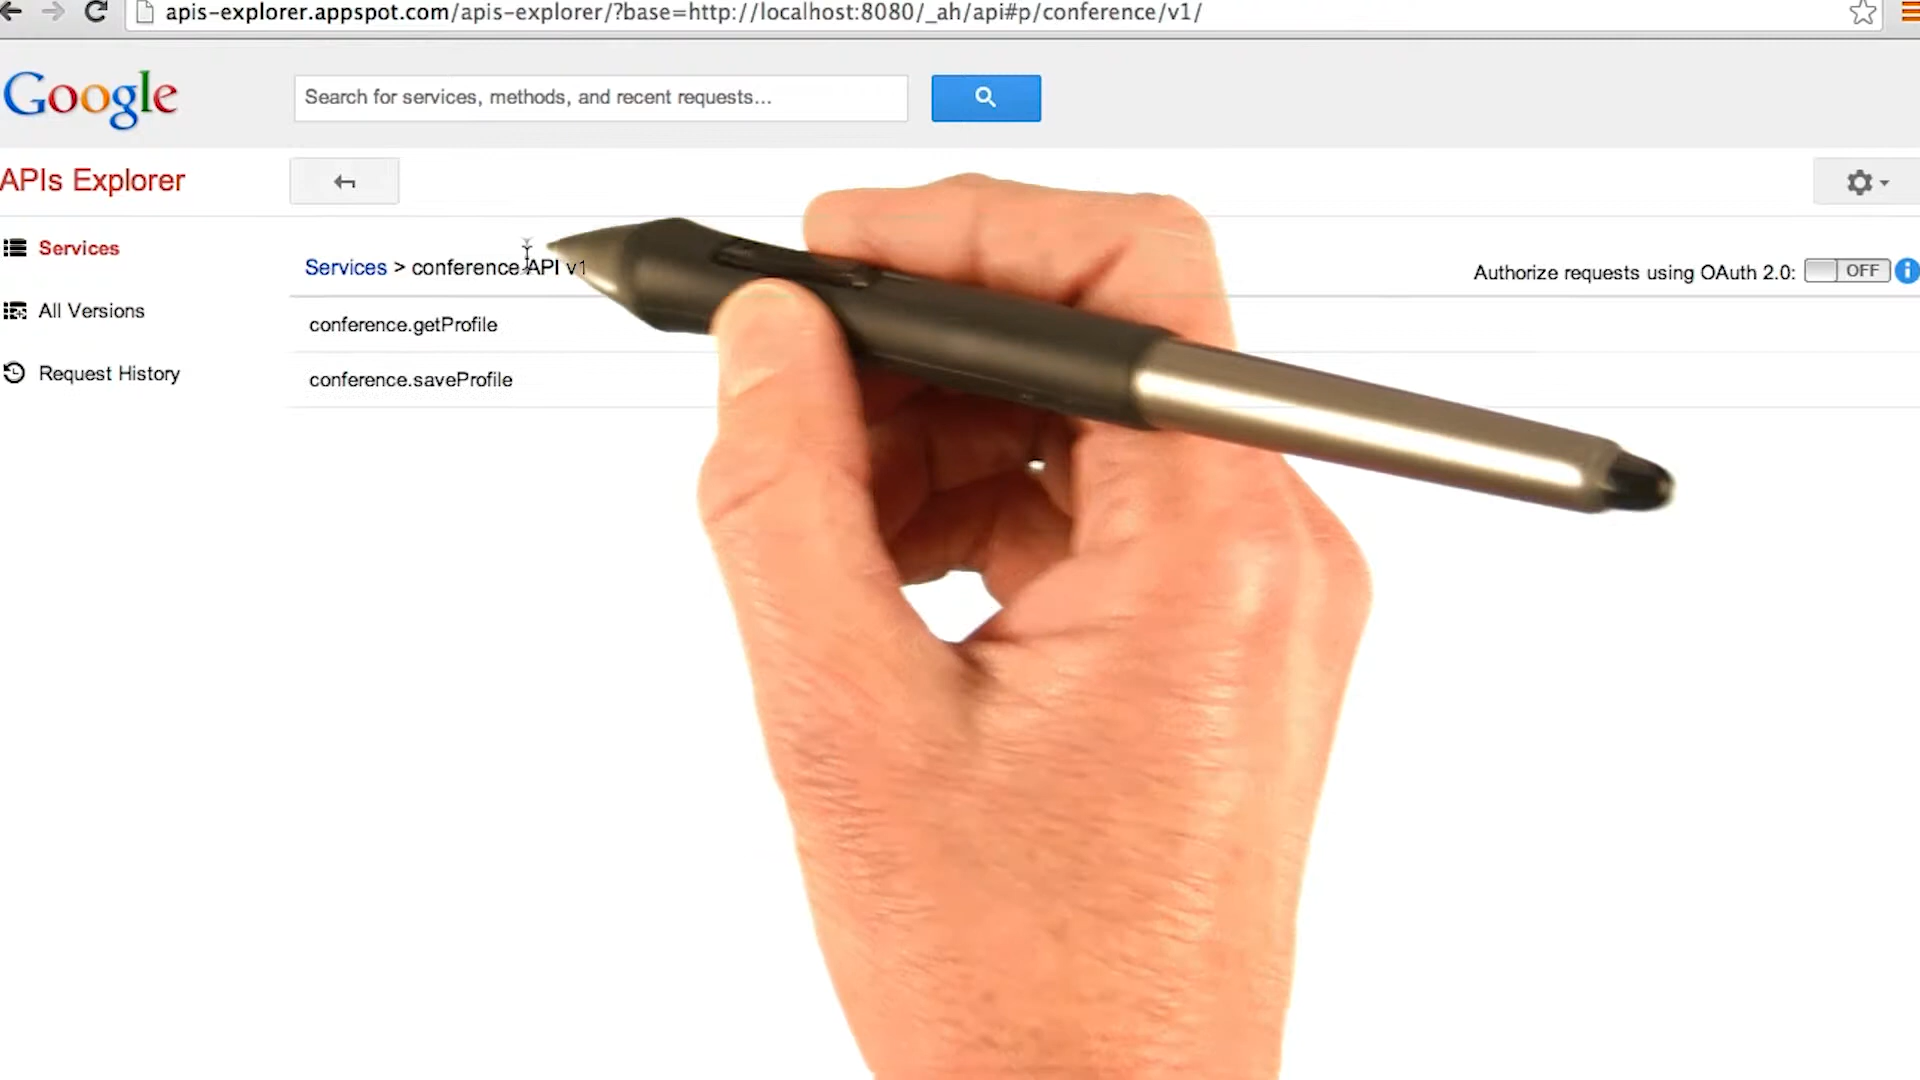 apis-explorer.appspot.com/apis-explorer/?base=http://localhost:8080/_ah/api#p/conference/v1/
Google
Search for services, methods, and recent requests...
APIs Explorer
Services
Services > conference API v1
Authorize requests using OAuth 2.0: OFF i
All Versions
conference.getProfile
Request History
conference.saveProfile